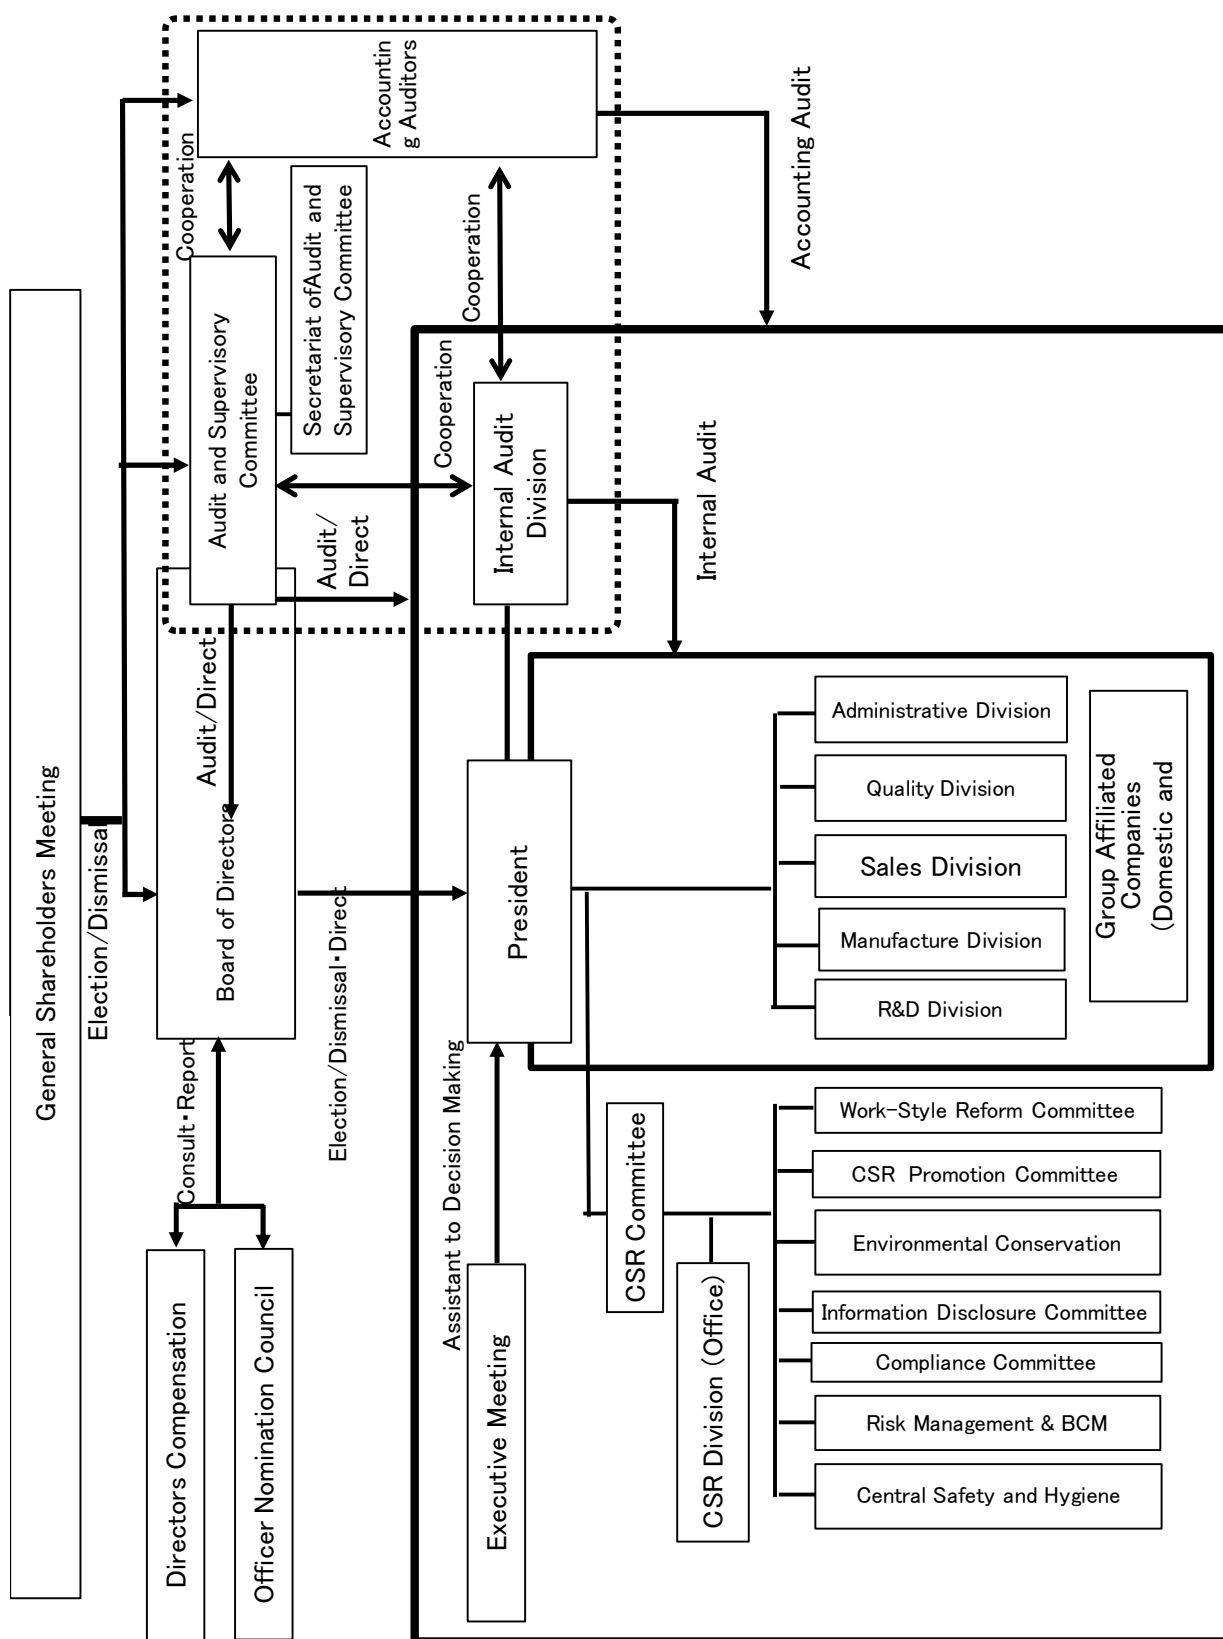 General Shareholders Meeting
Election/Dismissal
Directors Compensation
Officer Nomination Council
Consult・Report
Board of Directors
Audit/Direct
Audit and Supervisory
Committee
Cooperation
Accountin
g Auditors
Secretariat ofAudit and
Supervisory Committee
Election/Dismissal・Direct
Audit/
Direct
Cooperation
Cooperation
Accounting Audit
Executive Meeting
Assistant to Decision Making
President
Internal Audit
Division
Internal Audit
CSR Committee
CSR Division (Office)
Administrative Division
Quality Division
Sales Division
Manufacture Division
R&D Division
Group Affiliated
Companies
(Domestic and
Work-Style Reform Committee
CSR Promotion Committee
Environmental Conservation
Information Disclosure Committee
Compliance Committee
Risk Management & BCM
Central Safety and Hygiene